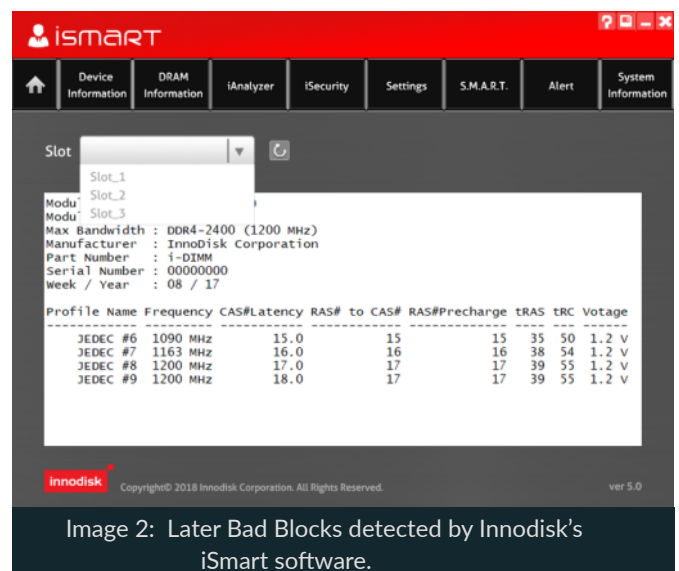 ismart
Device Information
DRAM Information
iAnalyzer
iSecurity
Settings
S.M.A.R.T.
Alert
System Information
Slot
Slot_1
Slot_2
Slot_3
Modu
Modu
Max Bandwidth : DDR4-2400 (1200 MHz)
Manufacturer : InnoDisk Corporation
Part Number : i-DIMM
Serial Number : 00000000
Week / Year : 08 / 17
Profile Name Frequency CAS#Latency RAS# to CAS# RAS#Precharge tRAS tRC Votage
------------ --------- ----------- ------------ ------------- ---- --- ------
JEDEC #6 1090 MHz 15.0 15 15 35 50 1.2 V
JEDEC #7 1163 MHz 16.0 16 16 38 54 1.2 V
JEDEC #8 1200 MHz 17.0 17 17 39 55 1.2 V
JEDEC #9 1200 MHz 18.0 17 17 39 55 1.2 V
innodisk Copyright© 2018 Innodisk Corporation. All Rights Reserved. ver 5.0
Image 2: Later Bad Blocks detected by Innodisk's
iSmart software.